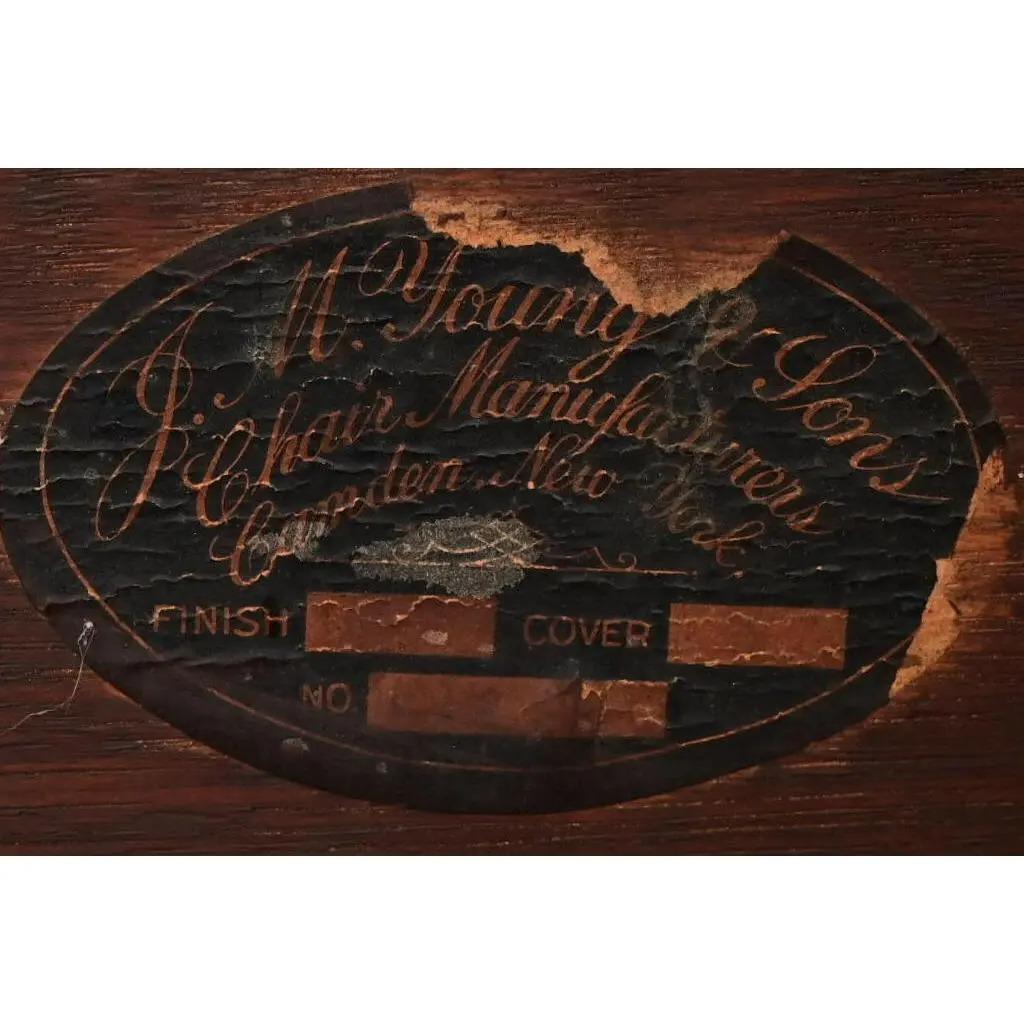 J. M. Young & Sons
Chair Manufacturers
Camden, New York
FINISH COVER
NO.